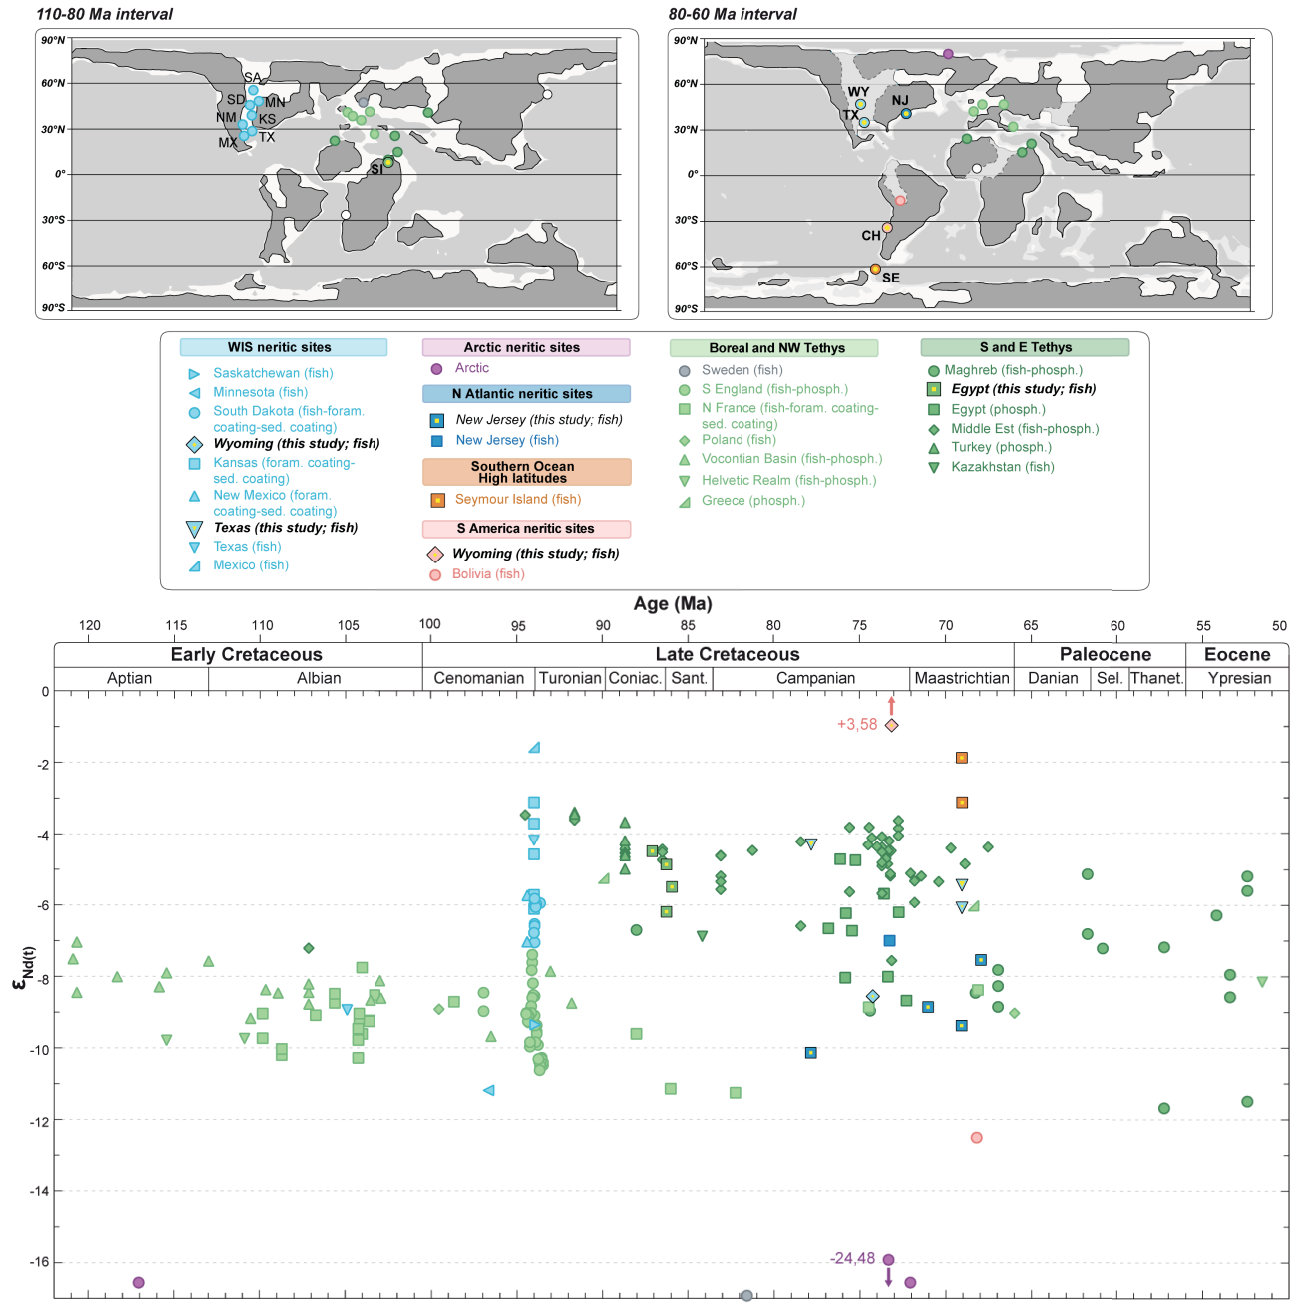 110-80 Ma interval
80-60 Ma interval
90°N
60°N
30°N
0°
30°S
60°S
90°S
SA
SD
MN
NM
KS
MX
TX
SI
90°N
60°N
30°N
0°
30°S
60°S
90°S
WY
TX
NJ
CH
SE
WIS neritic sites
Saskatchewan (fish)
Minnesota (fish)
South Dakota (fish-foram.
coating-sed. coating)
Wyoming (this study; fish)
Kansas (foram. coating-
sed. coating)
New Mexico (foram.
coating-sed. coating)
Texas (this study; fish)
Texas (fish)
Mexico (fish)
Arctic neritic sites
Arctic
N Atlantic neritic sites
New Jersey (this study; fish)
New Jersey (fish)
Southern Ocean
High latitudes
Seymour Island (fish)
S America neritic sites
Wyoming (this study; fish)
Bolivia (fish)
Boreal and NW Tethys
Sweden (fish)
S England (fish-phosph.)
N France (fish-foram. coating-
sed. coating)
Poland (fish)
Vocontian Basin (fish-phosph.)
Helvetic Realm (fish-phosph.)
Greece (phosph.)
S and E Tethys
Maghreb (fish-phosph.)
Egypt (this study; fish)
Egypt (phosph.)
Middle Est (fish-phosph.)
Turkey (phosph.)
Kazakhstan (fish)
Age (Ma)
120 115 110 105 100 95 90 85 80 75 70 65 50 55 50
Early Cretaceous Late Cretaceous Paleocene Eocene
Aptian Albian Cenomanian Turonian Coniac. Sant. Campanian Maastrichtian Danian Sel. Thanet. Ypresian
0
-2
-4
-6
-8
-10
-12
-14
-16
εNd(t)
+3,58
-24,48